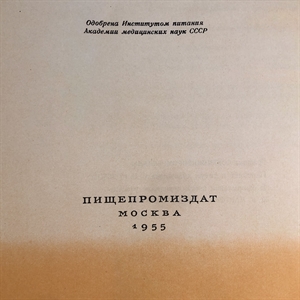 Одобрена Институтом питания
Академии медицинских наук СССР
ПИЩЕПРОМИЗДАТ
МОСКВА
1955